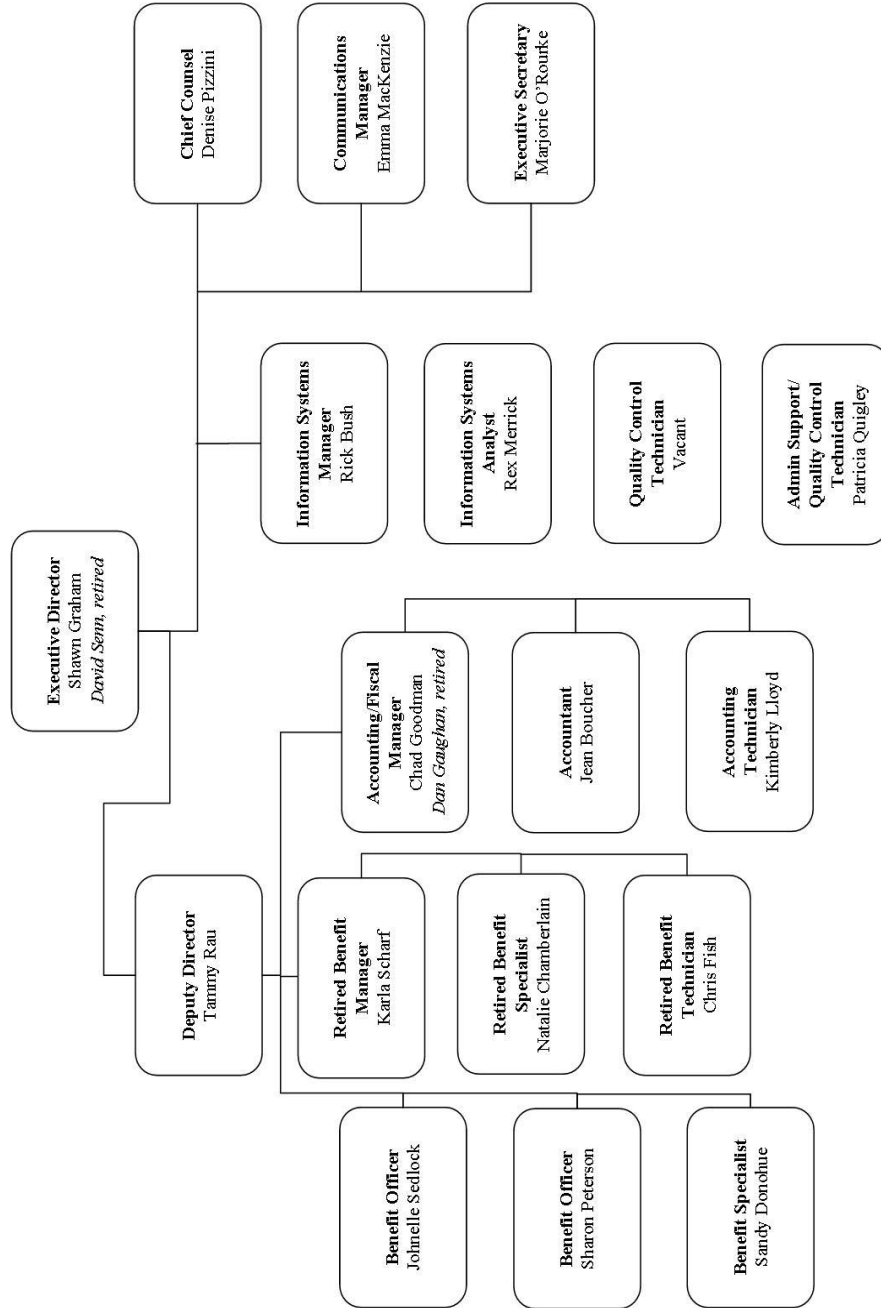 Executive Director
Shawn Graham
David Senn, retired
Deputy Director
Tammy Rau
Chief Counsel
Denise Pizzini
Communications
Manager
Emma MacKenzie
Executive Secretary
Marjorie O’Rourke
Information Systems
Manager
Rick Bush
Information Systems
Analyst
Rex Merrick
Quality Control
Technician
Vacant
Admin Support/
Quality Control
Technician
Patricia Quigley
Accounting/Fiscal
Manager
Chad Goodman
Dan Gaughan, retired
Accountant
Jean Boucher
Accounting
Technician
Kimberly Lloyd
Retired Benefit
Manager
Karla Scharf
Retired Benefit
Specialist
Natalie Chamberlain
Retired Benefit
Technician
Chris Fish
Benefit Officer
Johnelle Sedlock
Benefit Officer
Sharon Peterson
Benefit Specialist
Sandy Donohue